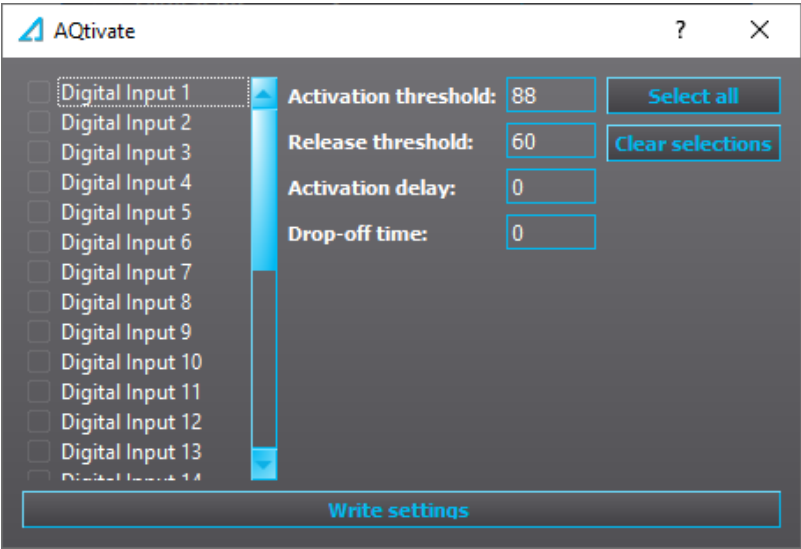 AQtivate
?
Digital Input 1
Digital Input 2
Digital Input 3
Digital Input 4
Digital Input 5
Digital Input 6
Digital Input 7
Digital Input 8
Digital Input 9
Digital Input 10
Digital Input 11
Digital Input 12
Digital Input 13
Digital Input 14
Activation threshold: 88
Release threshold: 60
Activation delay: 0
Drop-off time: 0
Select all
Clear selections
Write settings